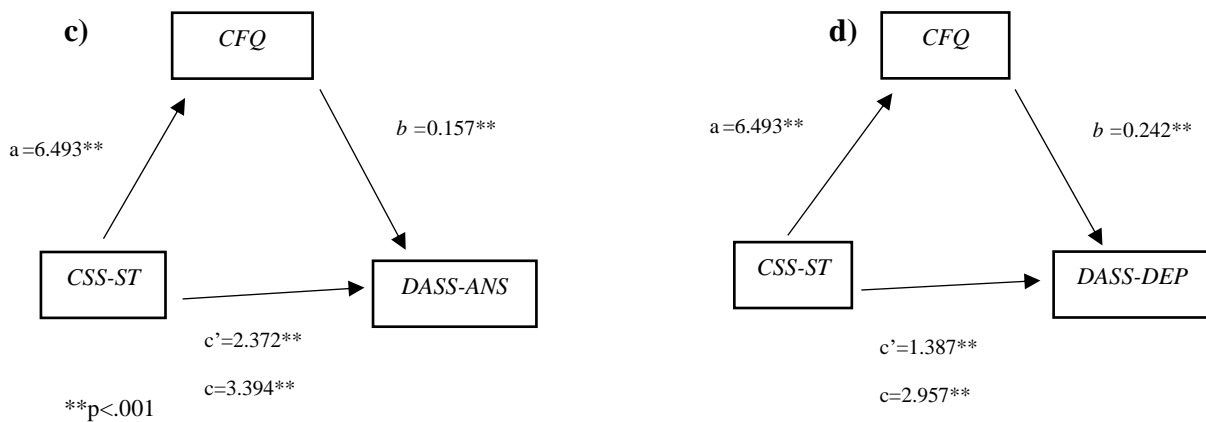 c)
CFQ
a=6.493**
b =0.157**
CSS-ST
DASS-ANS
c’=2.372**
c=3.394**
**p<.001
d)
CFQ
a=6.493**
b =0.242**
CSS-ST
DASS-DEP
c’=1.387**
c=2.957**